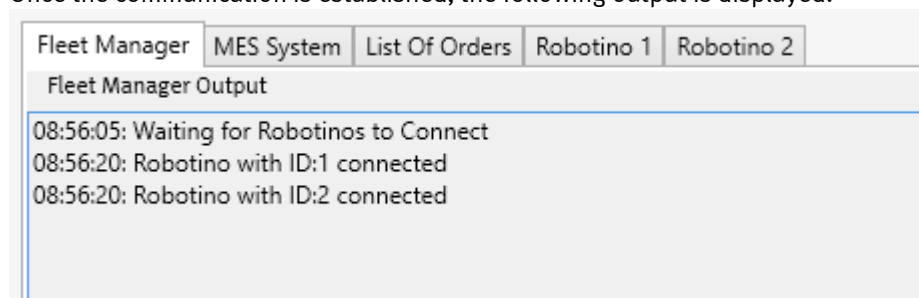 Once the communication is established, the following output is displayed:
Fleet Manager MES System List Of Orders Robotino 1 Robotino 2
Fleet Manager Output
08:56:05: Waiting for Robotinos to Connect
08:56:20: Robotino with ID:1 connected
08:56:20: Robotino with ID:2 connected